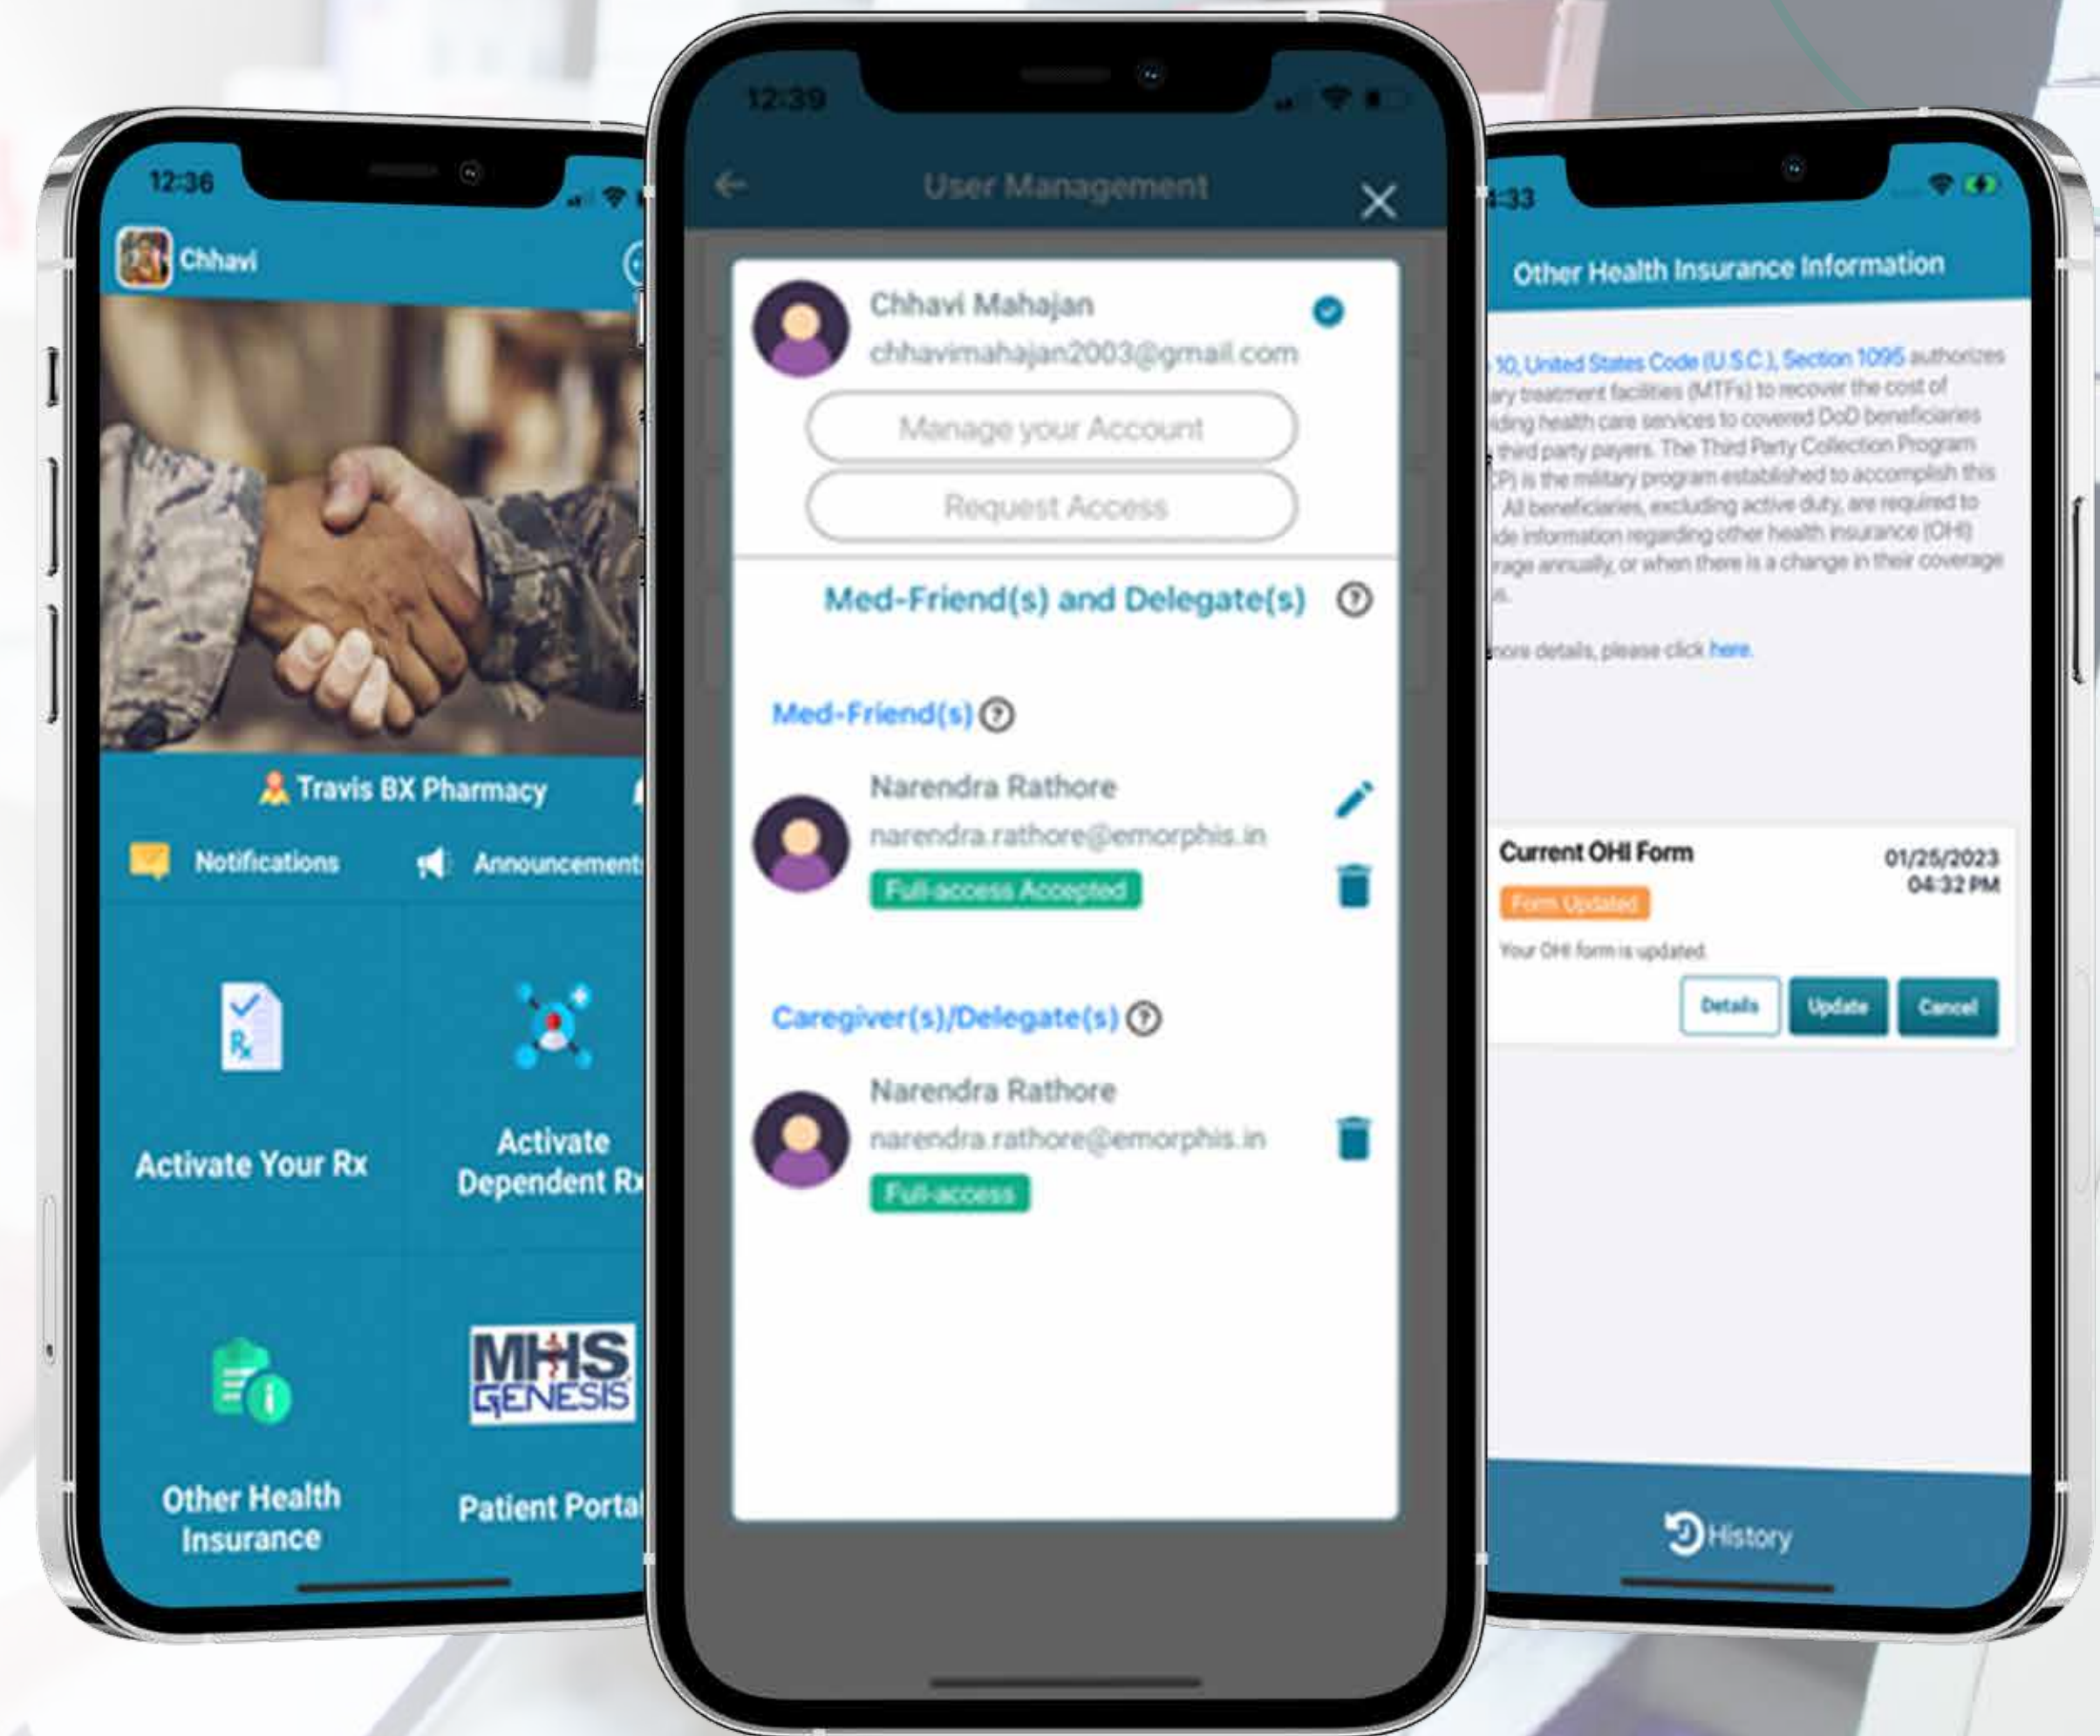 12:36
Chhavi
Travis BX Pharmacy
Notifications
Announcement
Activate Your Rx
Activate
Dependent Rx
Other Health
Insurance
MHS
GENESIS
Patient Portal
12:39
User Management
Chhavi Mahajan
chhavimahajan2003@gmail.com
Manage your Account
Request Access
Med-Friend(s) and Delegate(s)
Med-Friend(s)
Narendra Rathore
narendra.rathore@emorphis.in
Full-access Accepted
Caregiver(s)/Delegate(s)
Narendra Rathore
narendra.rathore@emorphis.in
Full-access
:33
Other Health Insurance Information
10, United States Code (U.S.C.), Section 1095 authorizes
ary treatment facilities (MTFs) to recover the cost of
iding health care services to covered DoD beneficiaries
third party payers. The Third Party Collection Program
CP) is the military program established to accomplish this
All beneficiaries, excluding active duty, are required to
ide information regarding other health insurance (OHI)
rage annually, or when there is a change in their coverage
s.
more details, please click here.
Current OHI Form
01/25/2023
04:32 PM
Form Updated
Your OHI form is updated.
Details
Update
Cancel
History